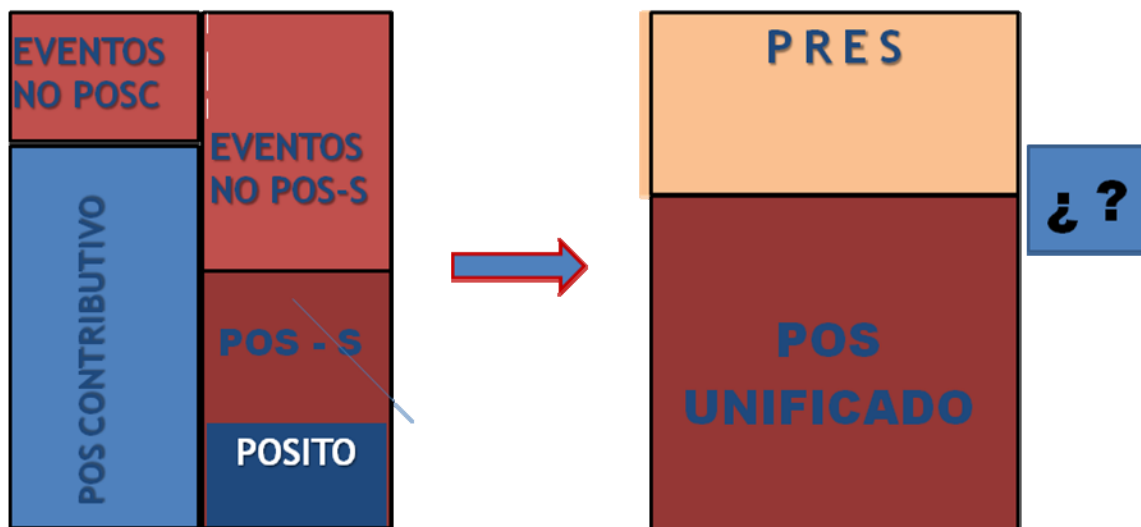 EVENTOS
NO POSC
POS CONTRIBUTIVO
EVENTOS
NO POS-S
POS - S
POSITO
P R E S
POS
UNIFICADO
¿ ?